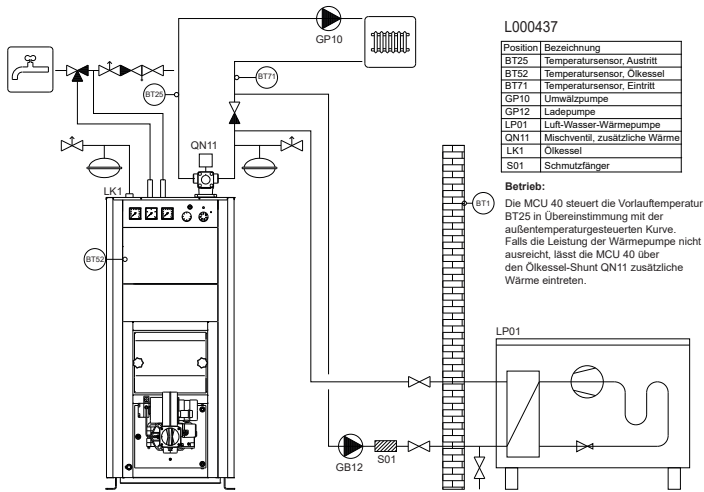 GP10
BT71
BT25
QN11
LK1
BT52
BT1
LP01
GB12
S01
L000437
Position Bezeichnung
BT25 Temperatursensor, Austritt
BT52 Temperatursensor, Ölkessel
BT71 Temperatursensor, Eintritt
GP10 Umwälzpumpe
GP12 Ladepumpe
LP01 Luft-Wasser-Wärmepumpe
QN11 Mischventil, zusätzliche Wärme
LK1 Ölkessel
S01 Schmutzfänger
Betrieb:
Die MCU 40 steuert die Vorlauftemperatur
BT25 in Übereinstimmung mit der
außentemperaturgesteuerten Kurve.
Falls die Leistung der Wärmepumpe nicht
ausreicht, lässt die MCU 40 über
den Ölkessel-Shunt QN11 zusätzliche
Wärme eintreten.